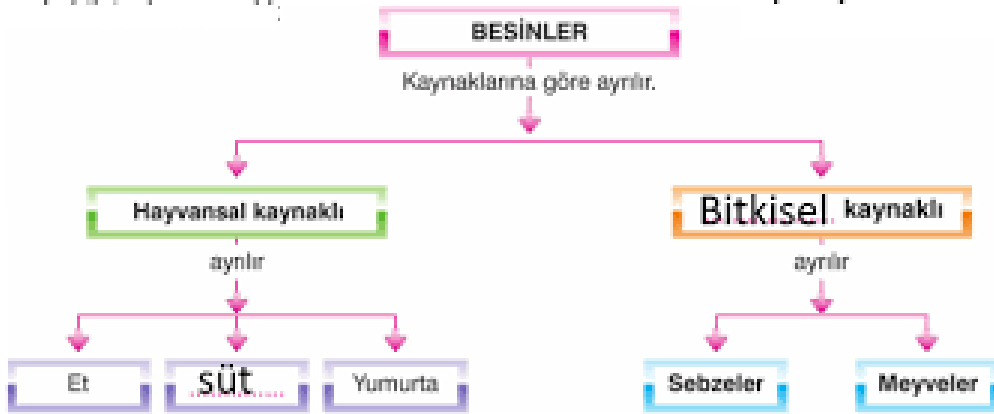 BESİNLER
Kaynaklarına göre ayrılır.
Hayvansal kaynaklı
Bitkisel kaynaklı
ayrılır
ayrılır
Et
süt
Yumurta
Sebzeler
Meyveler